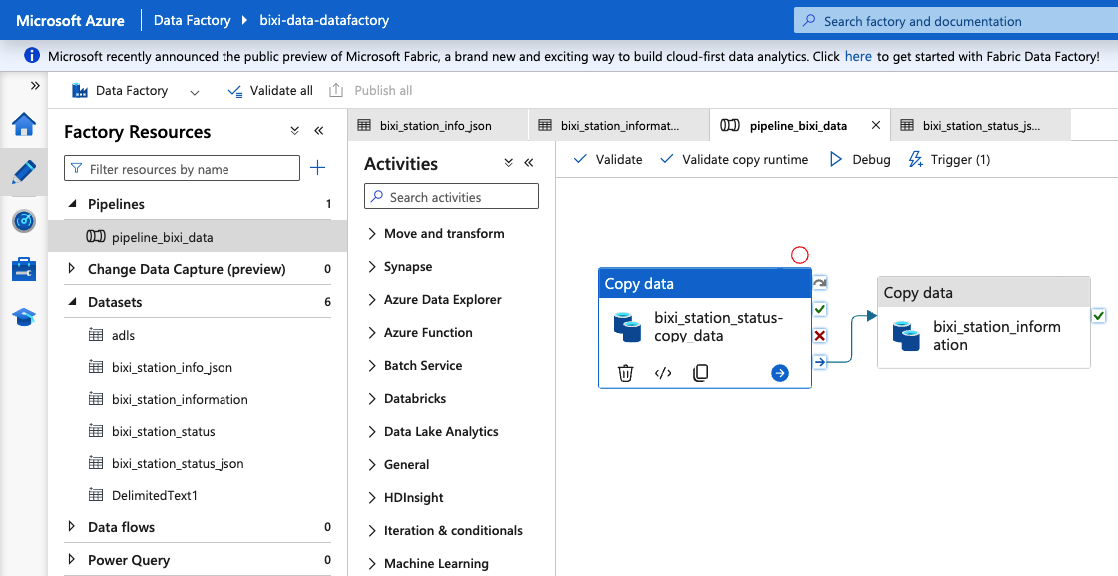 Microsoft Azure
Data Factory
bixi-data-datafactory
Search factory and documentation
Microsoft recently announced the public preview of Microsoft Fabric, a brand new and exciting way to build cloud-first data analytics. Click here to get started with Fabric Data Factory!
Data Factory
Validate all
Publish all
Factory Resources
Filter resources by name
Pipelines 1
pipeline_bixi_data
Change Data Capture (preview) 0
Datasets 6
adls
bixi_station_info_json
bixi_station_information
bixi_station_status
bixi_station_status_json
DelimitedText1
Data flows 0
Power Query 0
bixi_station_info_json
bixi_station_informat...
pipeline_bixi_data
bixi_station_status_js...
Activities
Search activities
Move and transform
Synapse
Azure Data Explorer
Azure Function
Batch Service
Databricks
Data Lake Analytics
General
HDInsight
Iteration & conditionals
Machine Learning
Validate
Validate copy runtime
Debug
Trigger (1)
Copy data
bixi_station_status-
copy_data
Copy data
bixi_station_inform
ation